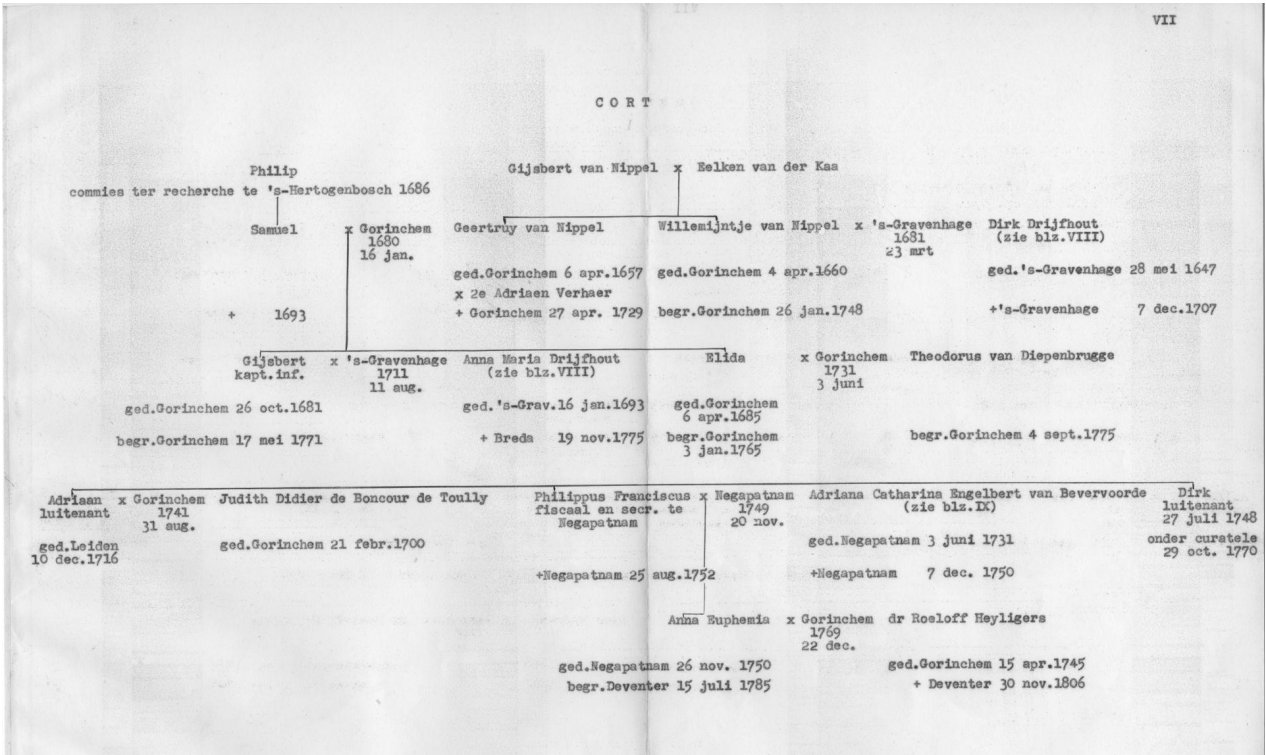 VII
C O R T
Philip
commies ter recherche te 's-Hertogenbosch 1686
Gijsbert van Nippel x Eelken van der Kaa
Samuel x Gorinchem Geertruy van Nippel Willemijntje van Nippel x 's-Gravenhage Dirk Drijfhout
1680 1681 (zie blz.VIII)
16 jan. 23 mrt
ged.Gorinchem 6 apr.1657 ged.Gorinchem 4 apr.1660 ged.'s-Gravenhage 28 mei 1647
x 2e Adriaen Verhaer
+ 1693 + Gorinchem 27 apr. 1729 begr.Gorinchem 26 jan.1748 +'s-Gravenhage 7 dec.1707
Gijsbert x 's-Gravenhage Anna Maria Drijfhout Elida x Gorinchem Theodorus van Diepenbrugge
kapt.inf. 1711 (zie blz.VIII) 1731
11 aug. 3 juni
ged.Gorinchem 26 oct.1681 ged.'s-Grav.16 jan.1693 ged.Gorinchem
6 apr.1685
begr.Gorinchem 17 mei 1771 + Breda 19 nov.1775 begr.Gorinchem begr.Gorinchem 4 sept.1775
3 jan.1765
Adriaan x Gorinchem Judith Didier de Boncour de Toully Philippus Franciscus x Negapatnam Adriana Catharina Engelbert van Bevervoorde Dirk
luitenant 1741 fiscaal en secr. te 1749 (zie blz.IX) luitenant
31 aug. Negapatnam 20 nov. 27 juli 1748
ged.Leiden ged.Gorinchem 21 febr.1700 ged.Negapatnam 3 juni 1731 onder curatele
10 dec.1716 29 oct. 1770
+Negapatnam 25 aug.1752 +Negapatnam 7 dec. 1750
Anna Euphemia x Gorinchem dr Roeloff Heyligers
1769
22 dec.
ged.Negapatnam 26 nov. 1750 ged.Gorinchem 15 apr.1745
begr.Deventer 15 juli 1785 + Deventer 30 nov.1806